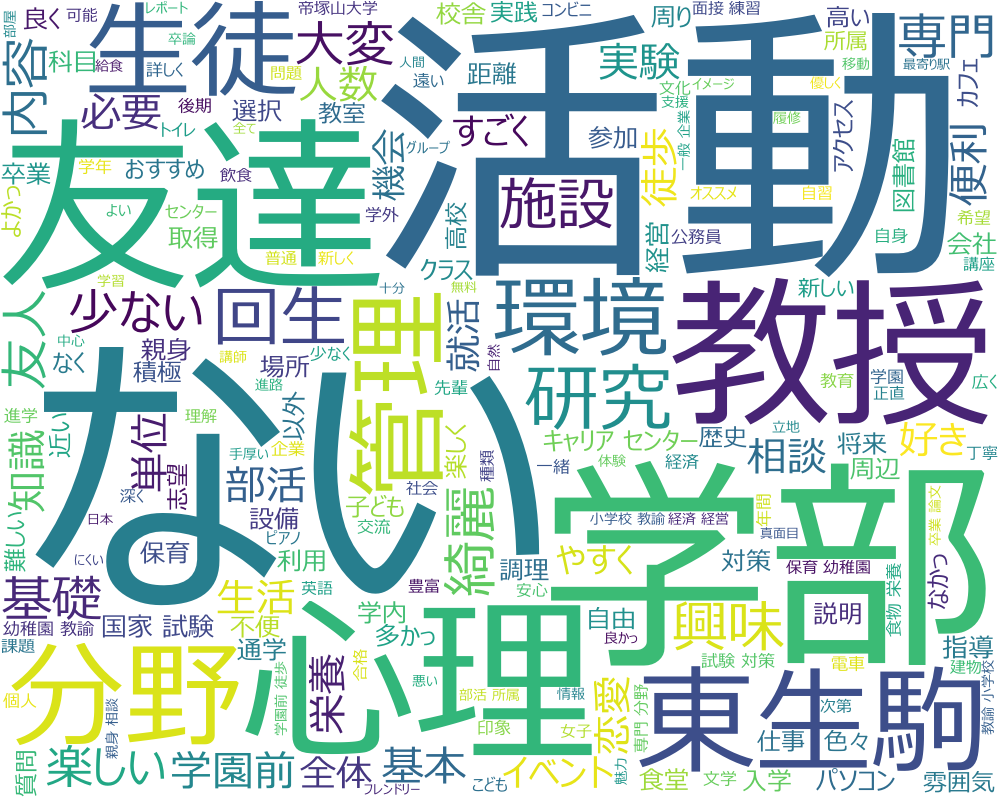 部屋
良く
可能
レポート
卒論
生徒
帝塚山大学
大変
人間
校舎
実践
コンビニ
周り
面接 練習
高い
所属
専門
最寄り駅
内容
科目
給食
詳しく
問題
人数
遠い
距離
活動
実験
文化
支援
イメージ
優しく
移動
カフェ
必要
後期
選択
教室
機会
すごく
参加
一般 企業
履修
アクセス
図書館
便利
トイレ
全て
グループ
卒業
学年
おすすめ
飲食
友達
施設
徒歩
オススメ
自習
よかっ
よい
センター
取得
学外
高校
経営
公務員
自身
希望
会社
講座
普通
新しく
クラス
学習
十分
無料
環境
新しい
教授
友人
少ない
回生
管理
就活
自然
中心
なく
親身
講師
場所
少なく
積極
進路
先輩
研究
教育
学園
正直
広く
進学
理解
近い
知識
ない
単位
志望
手厚い
企業
以外
楽しく
種類
キャリア センター
歴史
立地
相談
将来
好き
丁寧
一緒
体験
経済
周辺
難しい
深く
部活
子ども
社会
交流
綺麗
学部
年間
日本
設備
ピアノ
小学校 教諭
経済 経営
真面目
卒業 論文
にくい
保育
利用
調理
やすく
対策
保育 幼稚園
なかっ
基礎
生活
英語
豊富
安心
食物 栄養
幼稚園 教諭
国家 試験
不便
学内
自由
興味
説明
課題
通学
多かっ
心理
良かっ
試験 対策
指導
分野
栄養
合格
悪い
電車
建物
個人
親身 相談
学園前 徒歩
部活 所属
情報
恋愛
専門 分野
東生駒
教諭 小学校
印象
女子
次第
質問
楽しい
学園前
全体
基本
イベント
魅力
仕事
色々
フレンドリー
こども
食堂
文学
入学
パソコン
雰囲気